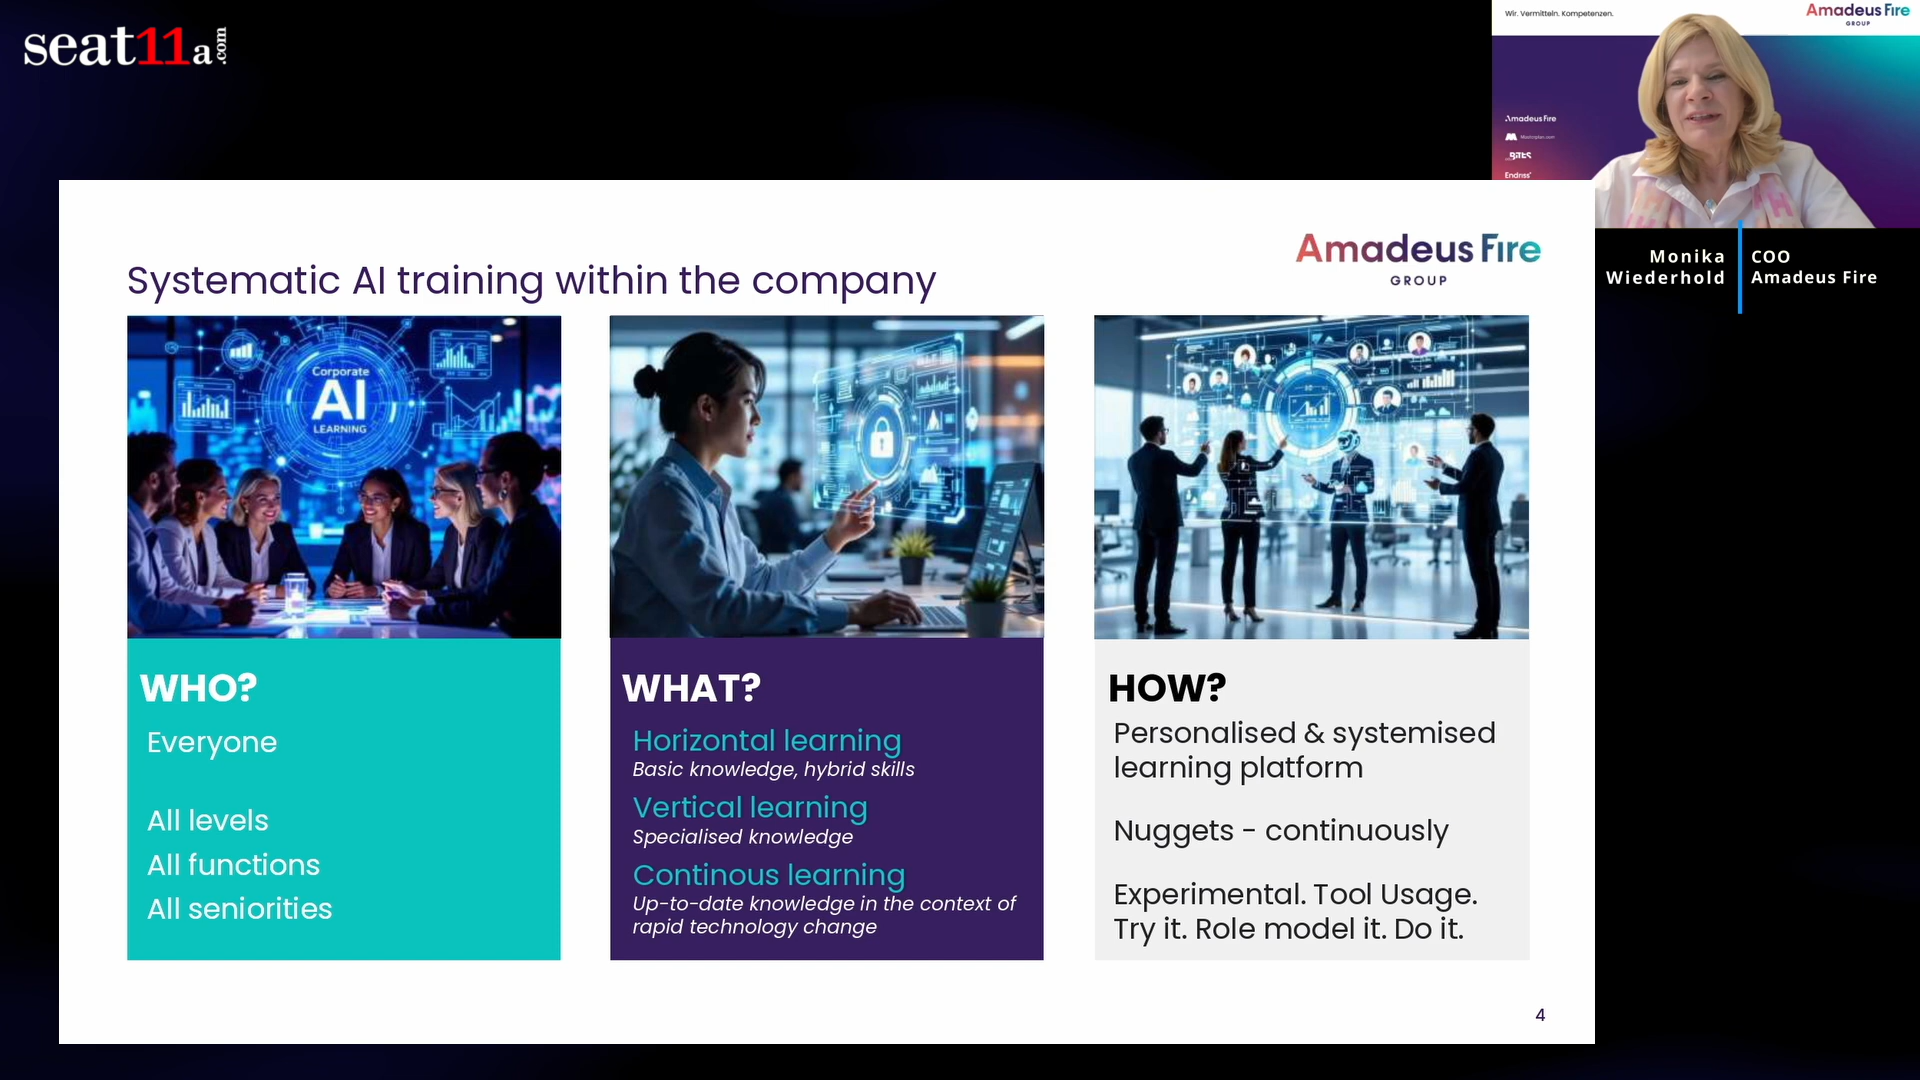 seat11a.com
Wir. Vermitteln. Kompetenzen.
Amadeus Fire
GROUP
Amadeus Fire
Masterplan.com
Endriss
Monika
Wiederhold
COO
Amadeus Fire
Amadeus Fire
GROUP
Systematic AI training within the company
Corporate
AI
LEARNING
WHO?
Everyone
All levels
All functions
All seniorities
WHAT?
Horizontal learning
Basic knowledge, hybrid skills
Vertical learning
Specialised knowledge
Continous learning
Up-to-date knowledge in the context of
rapid technology change
HOW?
Personalised & systemised
learning platform
Nuggets - continuously
Experimental. Tool Usage.
Try it. Role model it. Do it.
4